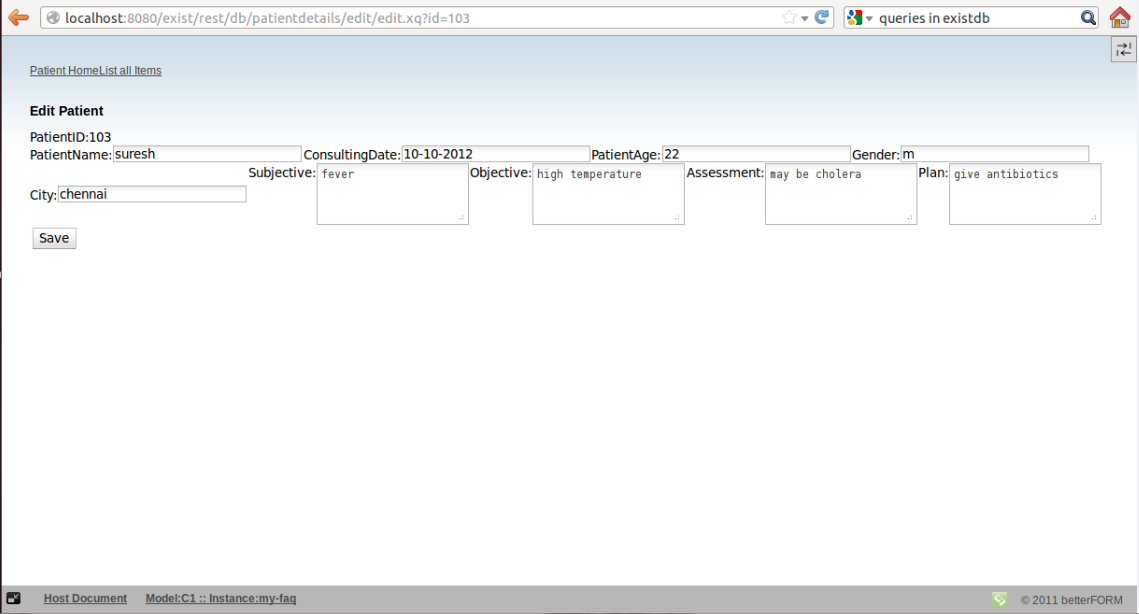 localhost:8080/exist/rest/db/patientdetails/edit/edit.xq?id=103 queries in existdb
Patient HomeList all Items
Edit Patient
PatientID:103
PatientName: suresh ConsultingDate: 10-10-2012 PatientAge: 22 Gender: m
City: chennai Subjective: fever Objective: high temperature Assessment: may be cholera Plan: give antibiotics
Save
Host Document Model:C1 :: Instance:my-faq © 2011 betterFORM